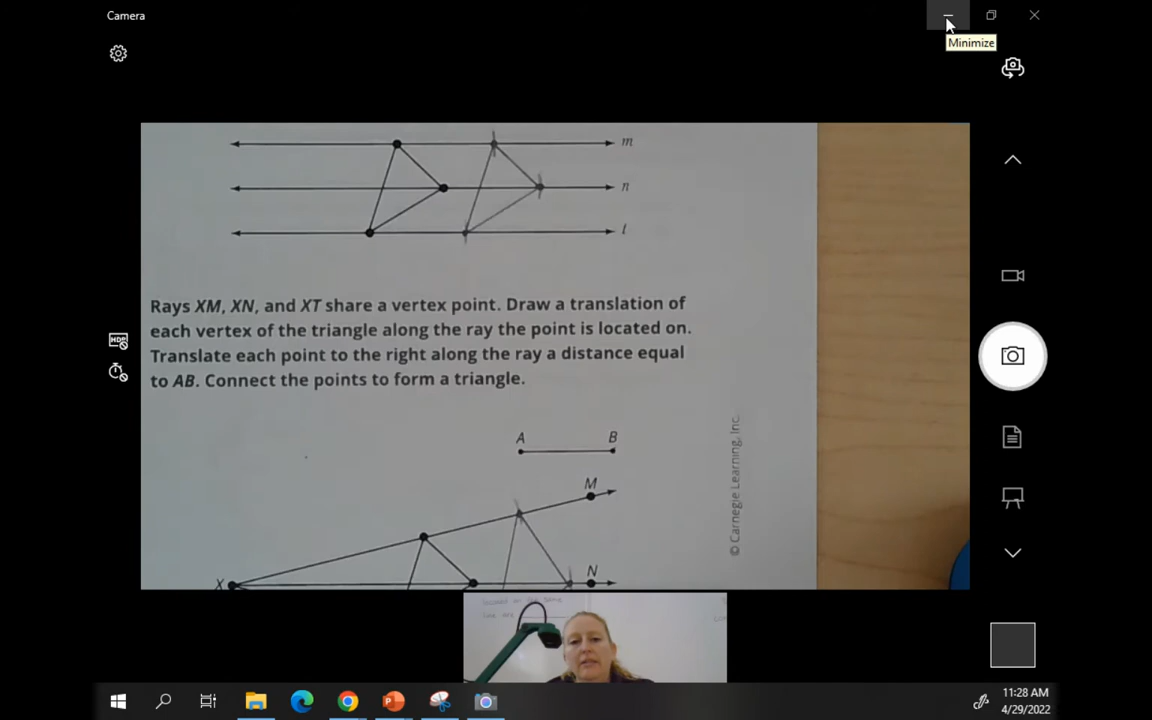 Camera
Minimize
m
n
l
Rays XM, XN, and XT share a vertex point. Draw a translation of
each vertex of the triangle along the ray the point is located on.
Translate each point to the right along the ray a distance equal
to AB. Connect the points to form a triangle.
A B
M
X N
© Carnegie Learning, Inc.
HDR
11:28 AM
4/29/2022